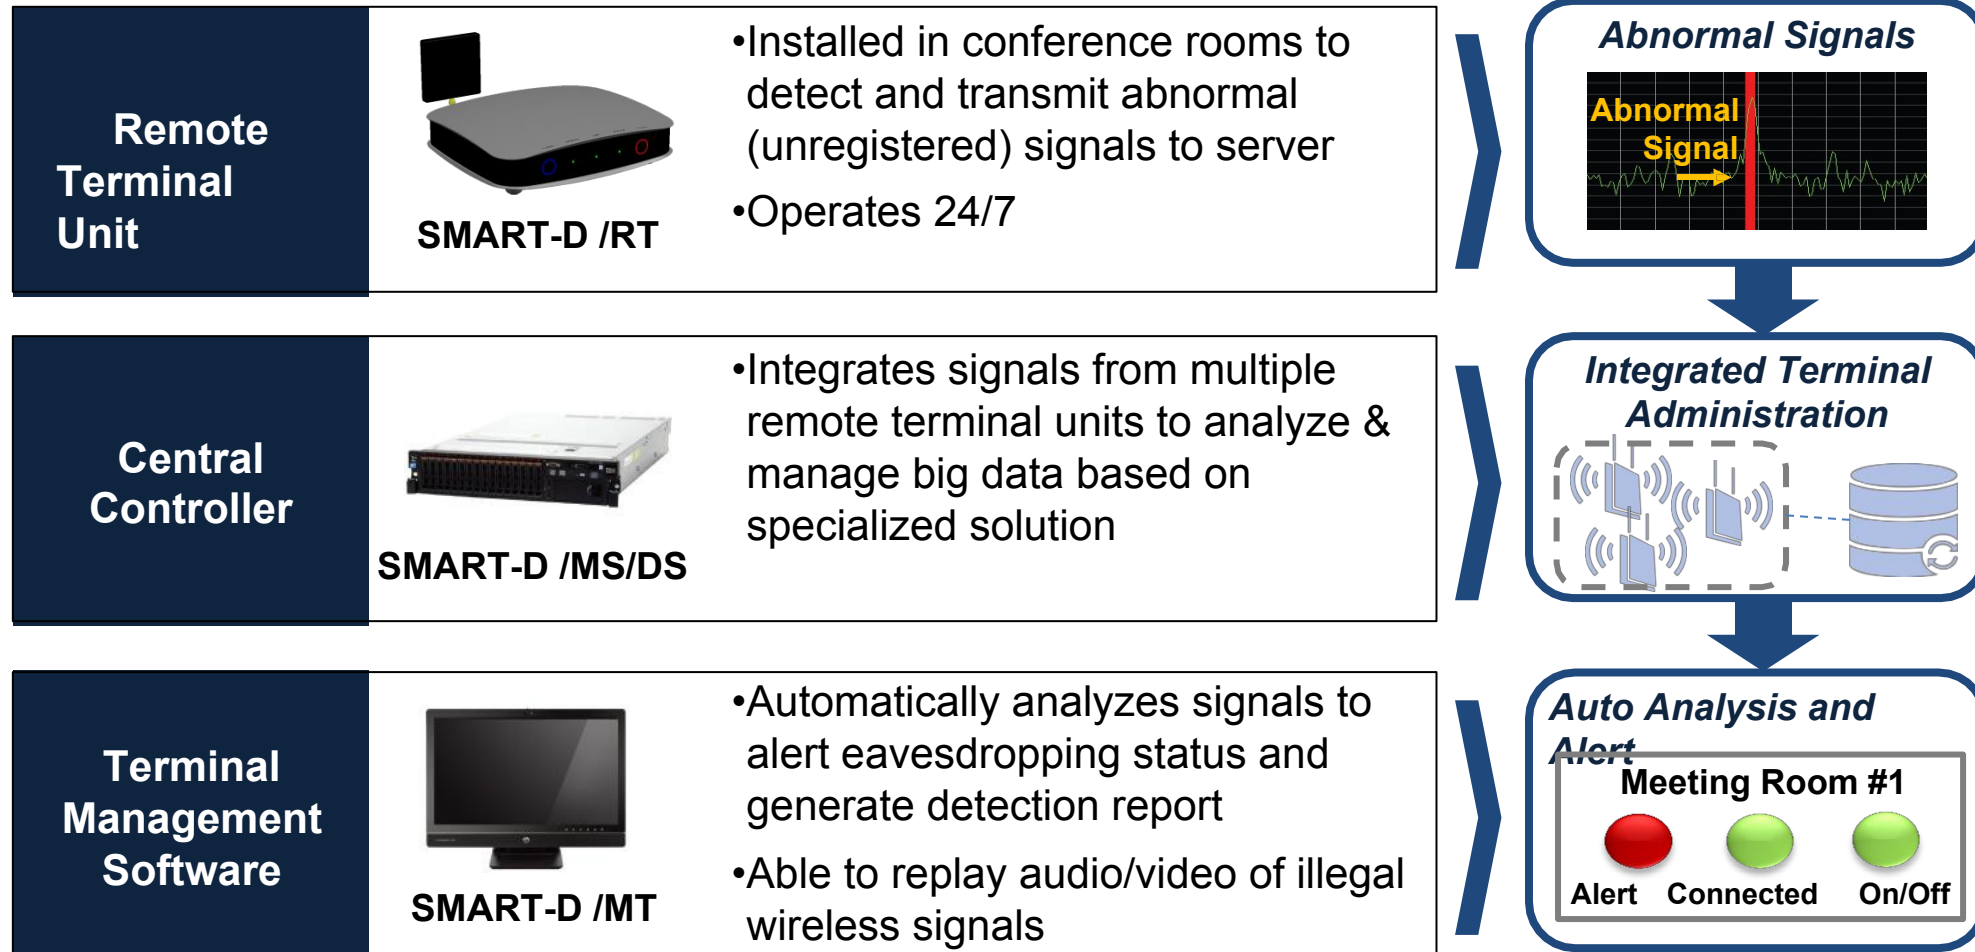 Remote
Terminal
Unit
SMART-D /RT
•Installed in conference rooms to
detect and transmit abnormal
(unregistered) signals to server
•Operates 24/7
Abnormal Signals
Abnormal
Signal
Central
Controller
SMART-D /MS/DS
•Integrates signals from multiple
remote terminal units to analyze &
manage big data based on
specialized solution
Integrated Terminal
Administration
Terminal
Management
Software
SMART-D /MT
•Automatically analyzes signals to
alert eavesdropping status and
generate detection report
•Able to replay audio/video of illegal
wireless signals
Auto Analysis and
Alert
Meeting Room #1
Alert Connected On/Off